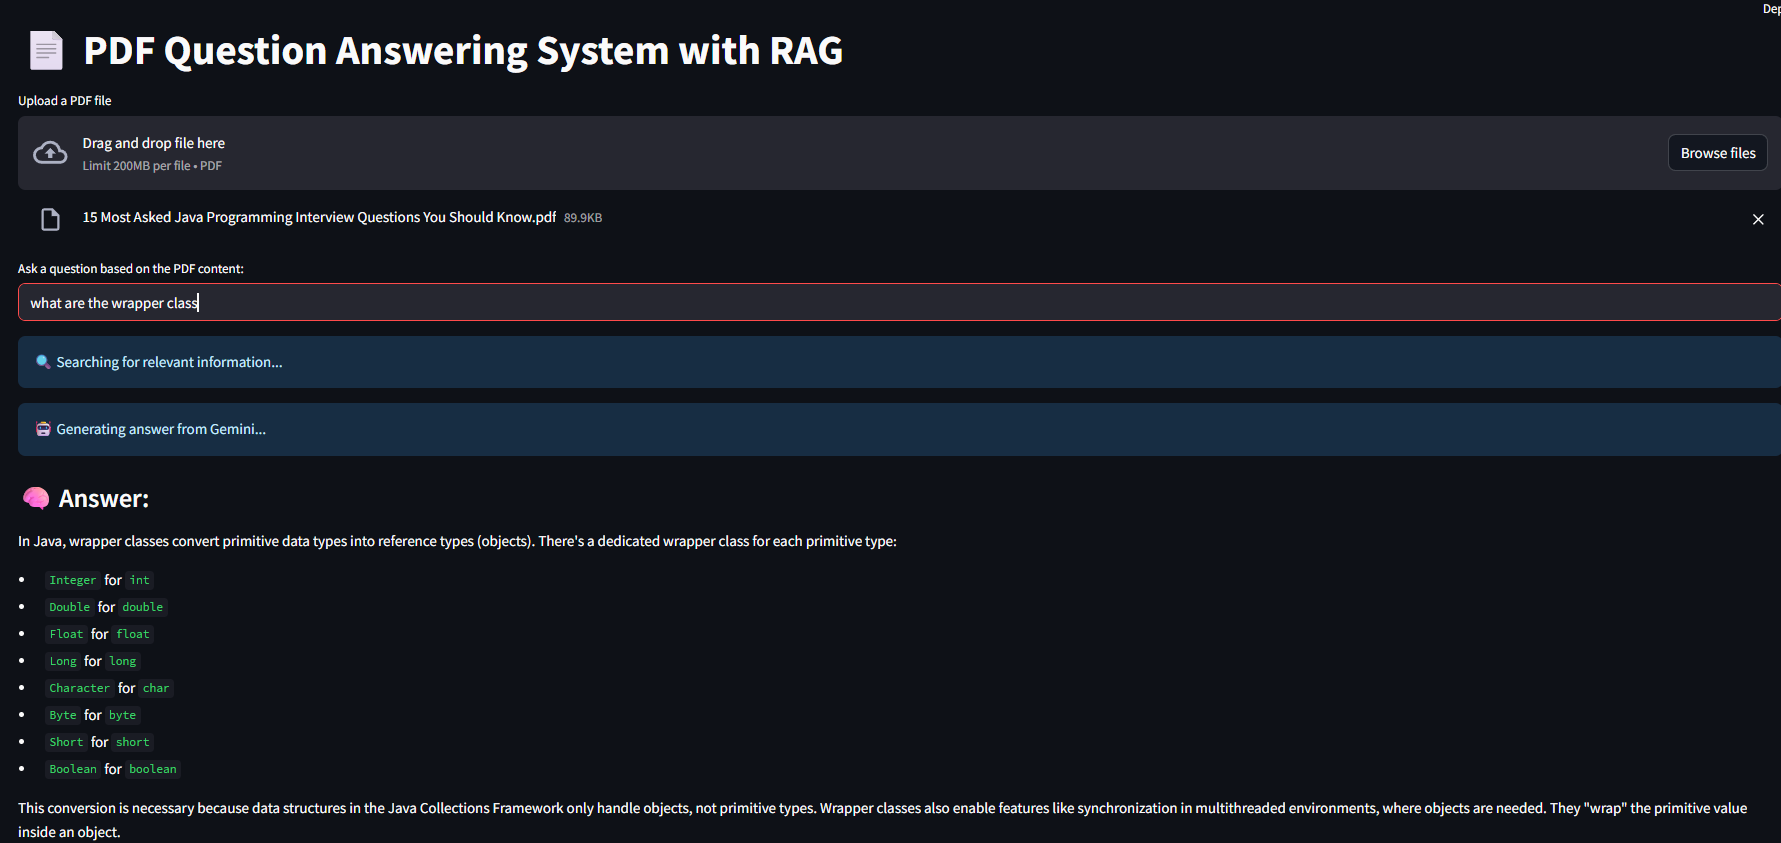 Dep
PDF Question Answering System with RAG
Upload a PDF file
Drag and drop file here
Limit 200MB per file • PDF
Browse files
15 Most Asked Java Programming Interview Questions You Should Know.pdf 89.9KB
Ask a question based on the PDF content:
what are the wrapper class
Searching for relevant information...
Generating answer from Gemini...
Answer:
In Java, wrapper classes convert primitive data types into reference types (objects). There's a dedicated wrapper class for each primitive type:
• Integer for int
• Double for double
• Float for float
• Long for long
• Character for char
• Byte for byte
• Short for short
• Boolean for boolean
This conversion is necessary because data structures in the Java Collections Framework only handle objects, not primitive types. Wrapper classes also enable features like synchronization in multithreaded environments, where objects are needed. They "wrap" the primitive value
inside an object.